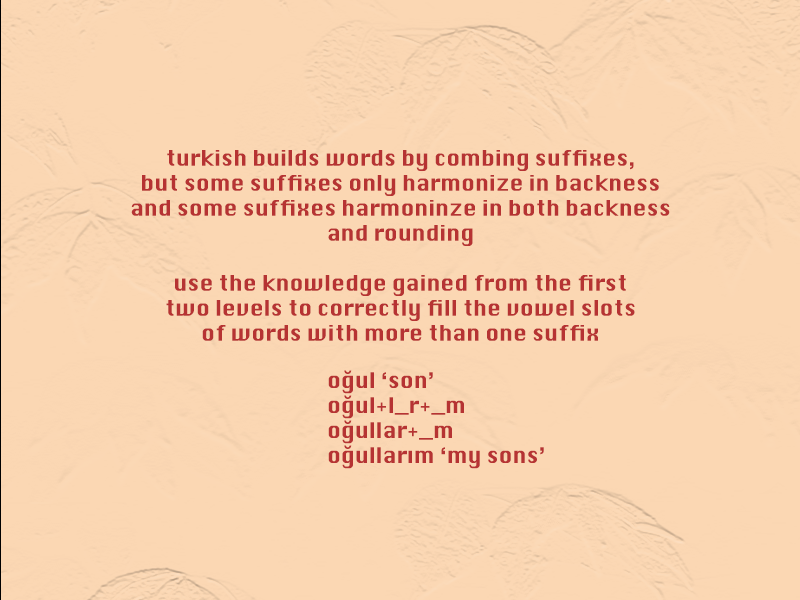 turkish builds words by combing suffixes,
but some suffixes only harmonize in backness
and some suffixes harmoninze in both backness
and rounding
use the knowledge gained from the first
two levels to correctly fill the vowel slots
of words with more than one suffix
oğul ‘son’
oğul+l_r+_m
oğullar+_m
oğullarım ‘my sons’